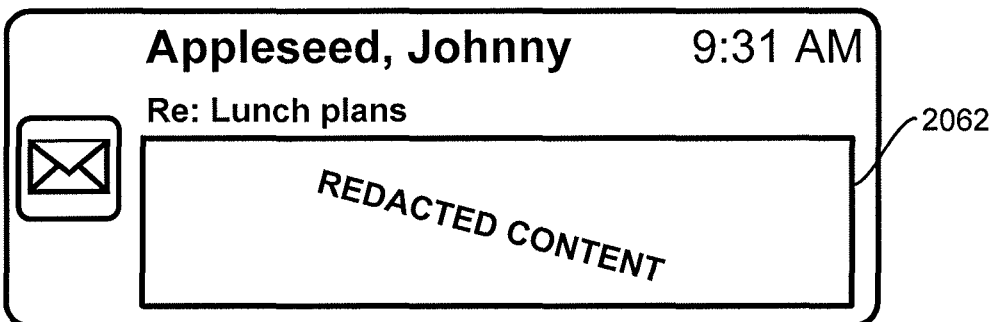 Appleseed, Johnny 9:31 AM
Re: Lunch plans
2062
REDACTED CONTENT